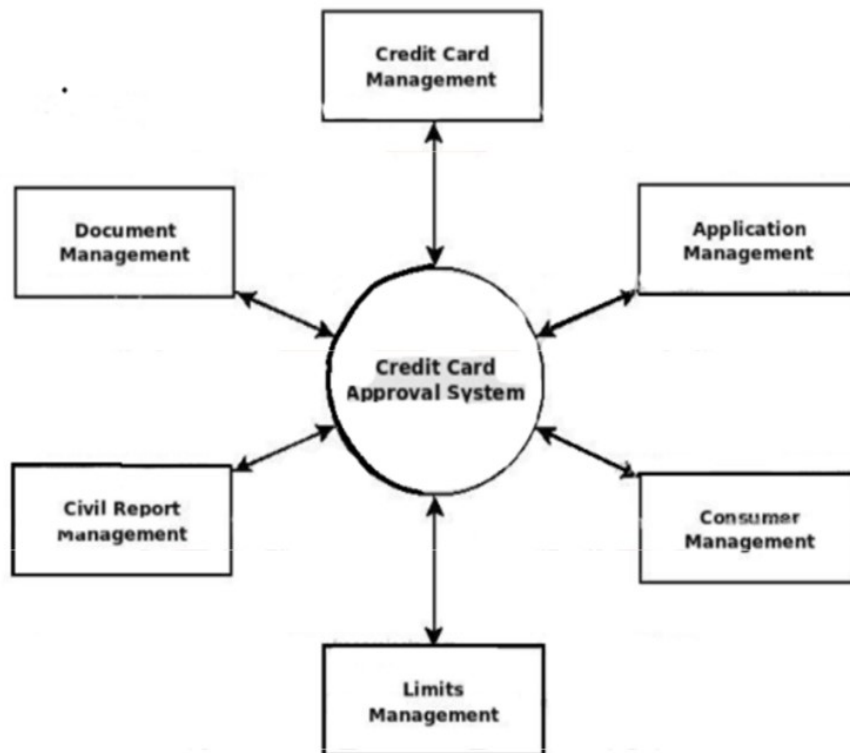 Credit Card
Management
Document
Management
Application
Management
Credit Card
Approval System
Civil Report
Management
Consumer
Management
Limits
Management